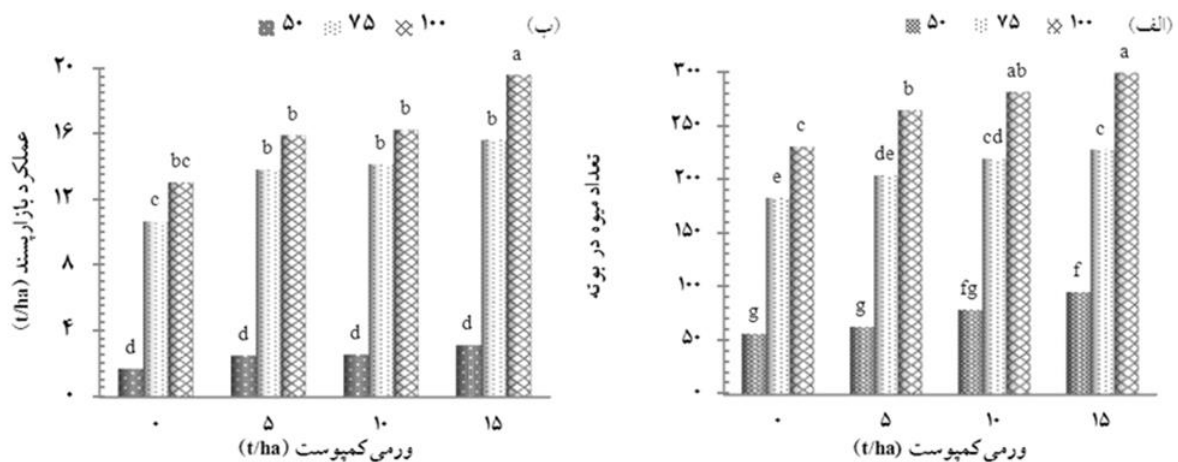 (الف) ۵۰ ۷۵ ۱۰۰
تعداد میوه در بوته
۳۰۰
۲۵۰
۲۰۰
۱۵۰
۱۰۰
۵۰
۰
g e c
g de b
fg cd ab
f c a
۰ ۵ ۱۰ ۱۵
ورمی‌کمپوست (t/ha)
(ب) ۵۰ ۷۵ ۱۰۰
عملکرد بازارپسند (t/ha)
۲۰
۱۶
۱۲
۸
۴
۰
d c bc
d b b
d b b
d b a
۰ ۵ ۱۰ ۱۵
ورمی‌کمپوست (t/ha)